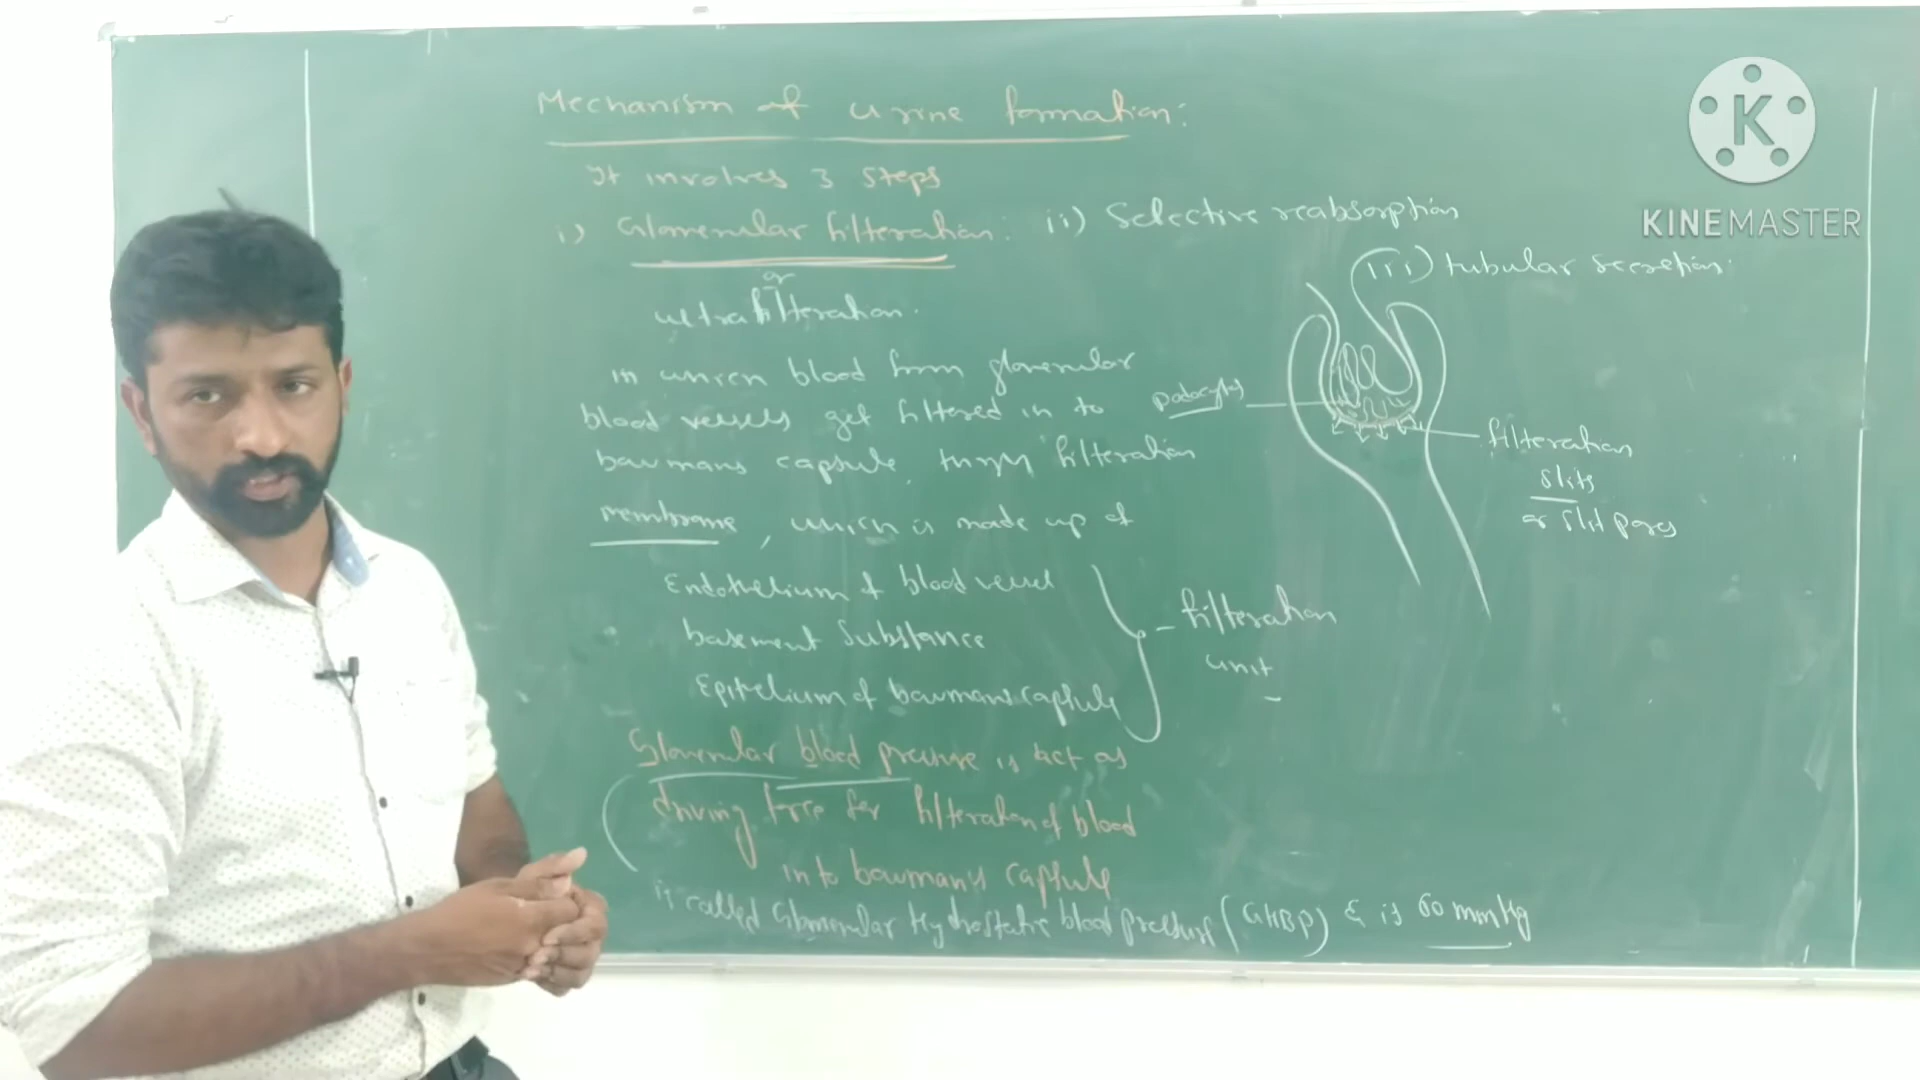 Mechanism of urine formation:
It involves 3 steps
i) Glomerular filteration: ii) Selective reabsorption
iii) tubular secretion.
or
ultrafilteration.
in which blood from glomerular
blood vessels get filtered in to
bawmans capsule, filteration
membrane, which is made up of
Endothelium of blood vessel
basement Substance
Epitelium of bawmans capsule
filteration
unit
Glomerular blood pressure is act as
driving force for filteration of blood
in to bowman's capsule
is called Glomerular Hydrostatic blood pressure (GHBP) & is 60 mmHg
podocytes
filteration
slits
or slit pores
K
KINEMASTER